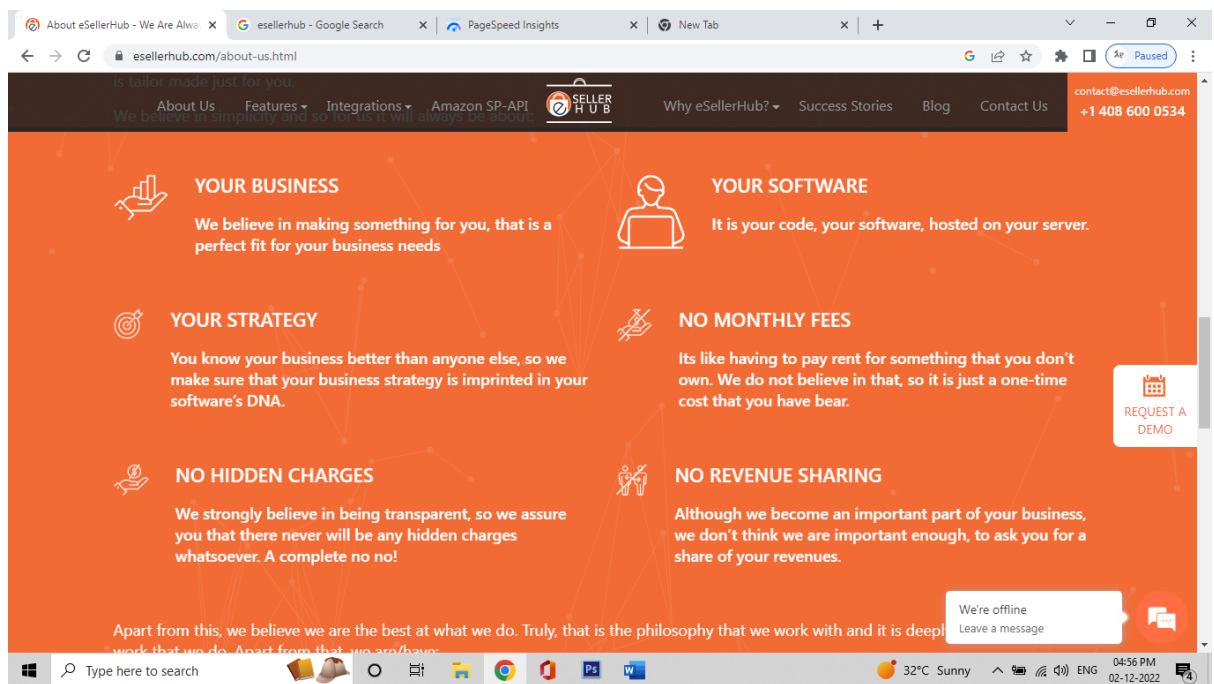 About eSellerHub - We Are Alwa
esellerhub - Google Search
PageSpeed Insights
New Tab
esellerhub.com/about-us.html
Paused
is tailor made just for you.
About Us
Features
Integrations
Amazon SP-API
SELLER
HUB
Why eSellerHub?
Success Stories
Blog
Contact Us
contact@esellerhub.com
+1 408 600 0534
We believe in simplicity and so for us it will always be about:
YOUR BUSINESS
We believe in making something for you, that is a
perfect fit for your business needs
YOUR SOFTWARE
It is your code, your software, hosted on your server.
YOUR STRATEGY
You know your business better than anyone else, so we
make sure that your business strategy is imprinted in your
software's DNA.
NO MONTHLY FEES
Its like having to pay rent for something that you don't
own. We do not believe in that, so it is just a one-time
cost that you have bear.
REQUEST A
DEMO
NO HIDDEN CHARGES
We strongly believe in being transparent, so we assure
you that there never will be any hidden charges
whatsoever. A complete no no!
NO REVENUE SHARING
Although we become an important part of your business,
we don't think we are important enough, to ask you for a
share of your revenues.
We're offline
Leave a message
Apart from this, we believe we are the best at what we do. Truly, that is the philosophy that we work with and it is deepl
work that we do. Apart from that, we are/have:
Type here to search
Ps
32°C Sunny
ENG
04:56 PM
02-12-2022
4